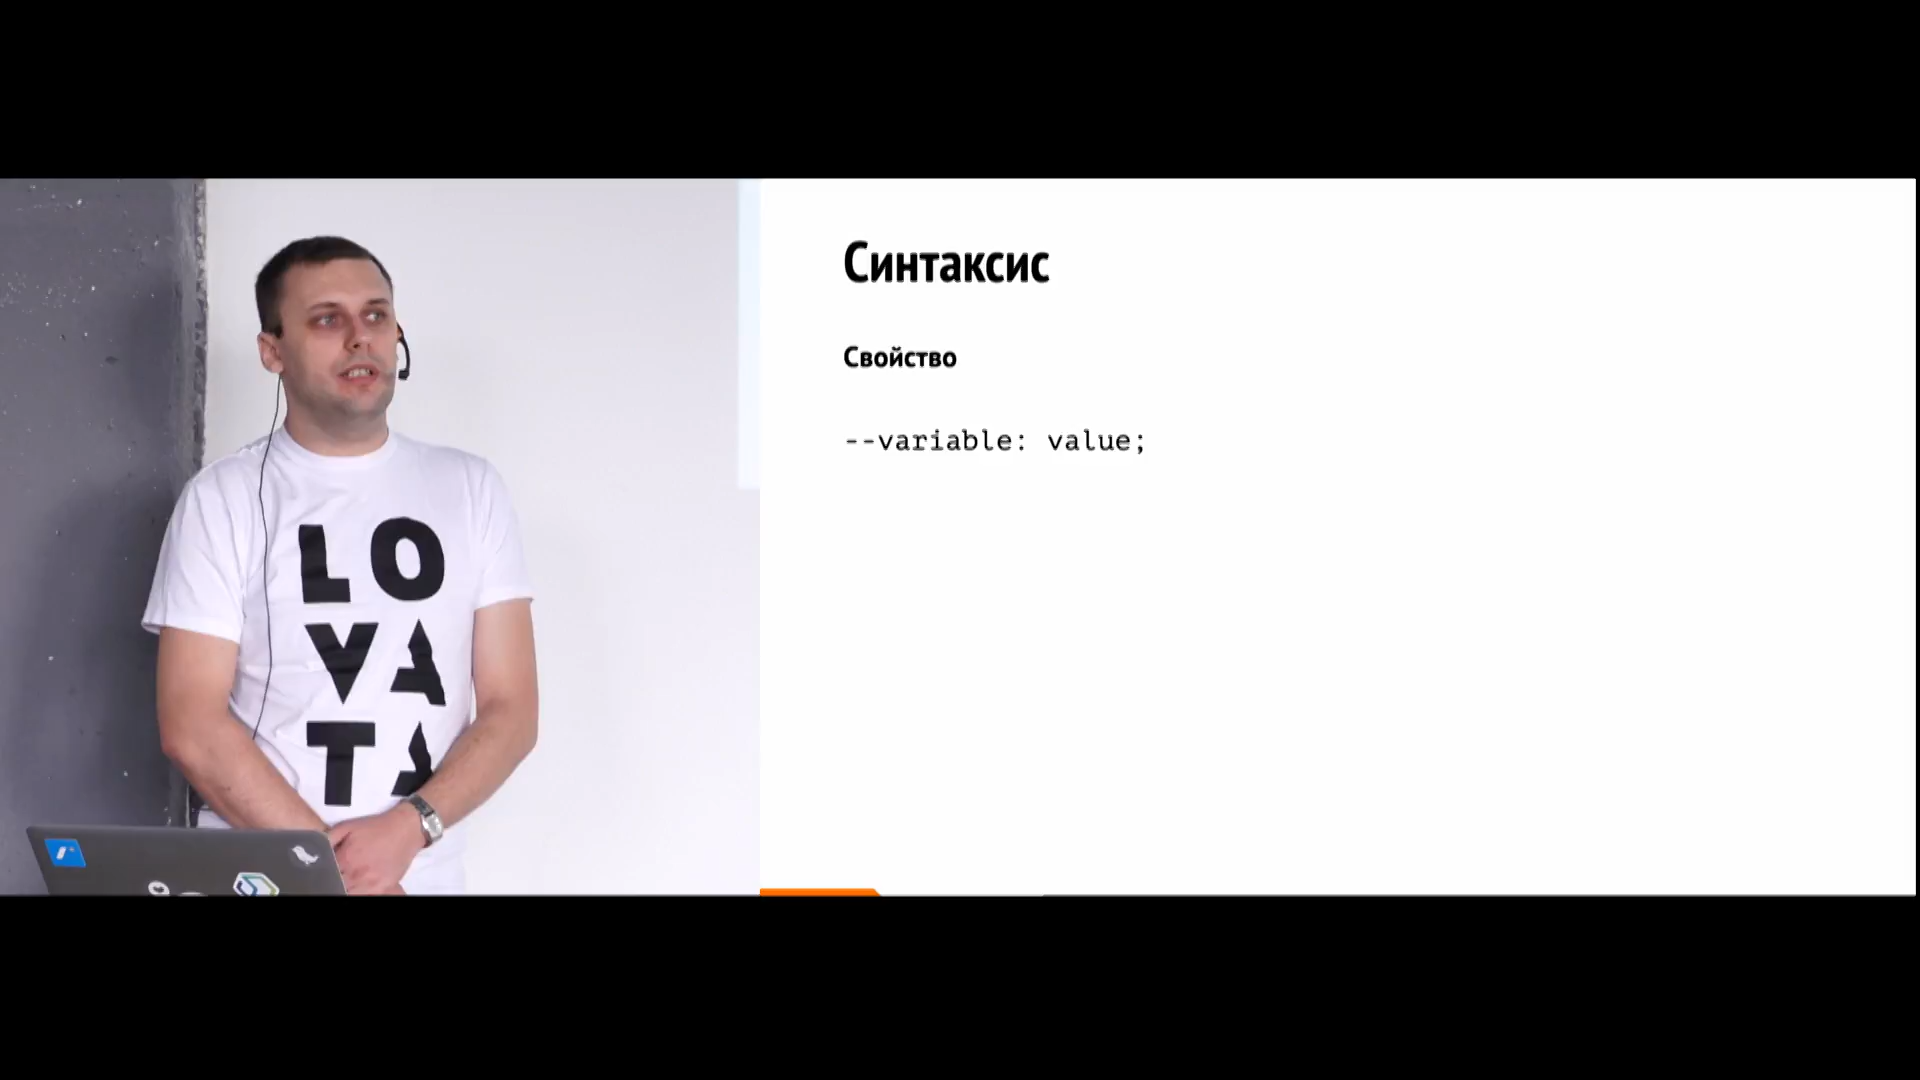 LO
VA
TA
Синтаксис
Свойство
--variable: value;